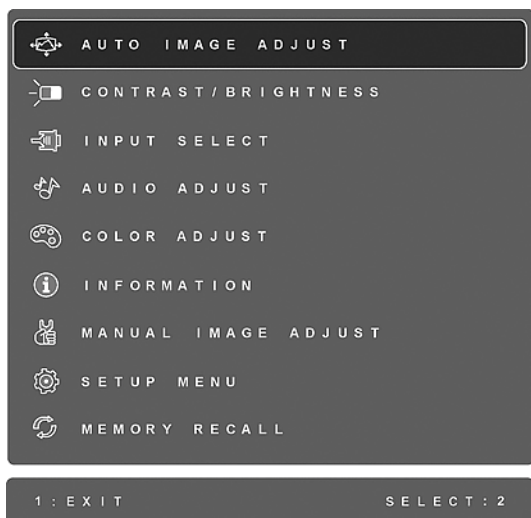 AUTO IMAGE ADJUST
CONTRAST/BRIGHTNESS
INPUT SELECT
AUDIO ADJUST
COLOR ADJUST
INFORMATION
MANUAL IMAGE ADJUST
SETUP MENU
MEMORY RECALL
1:EXIT SELECT:2